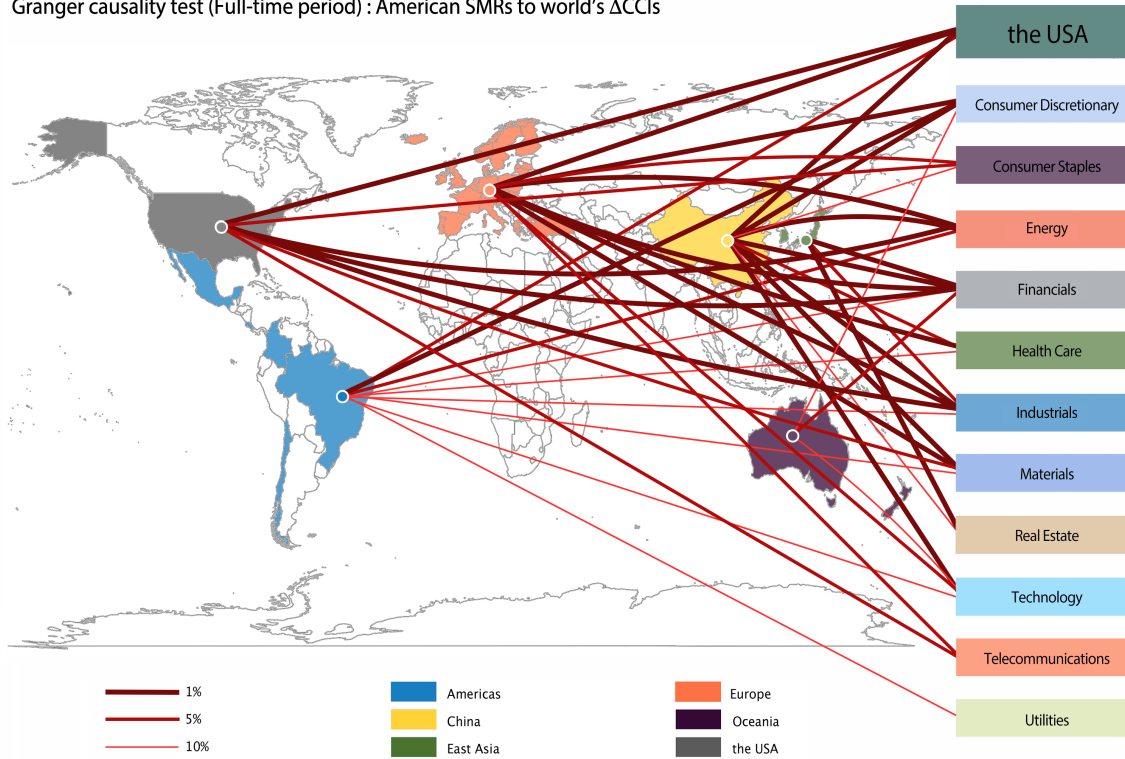 Granger causality test (Full-time period) : American SMRs to world's ΔCCIs
the USA
Consumer Discretionary
Consumer Staples
Energy
Financials
Health Care
Industrials
Materials
Real Estate
Technology
Telecommunications
Utilities
1% Americas Europe
5% China Oceania
10% East Asia the USA